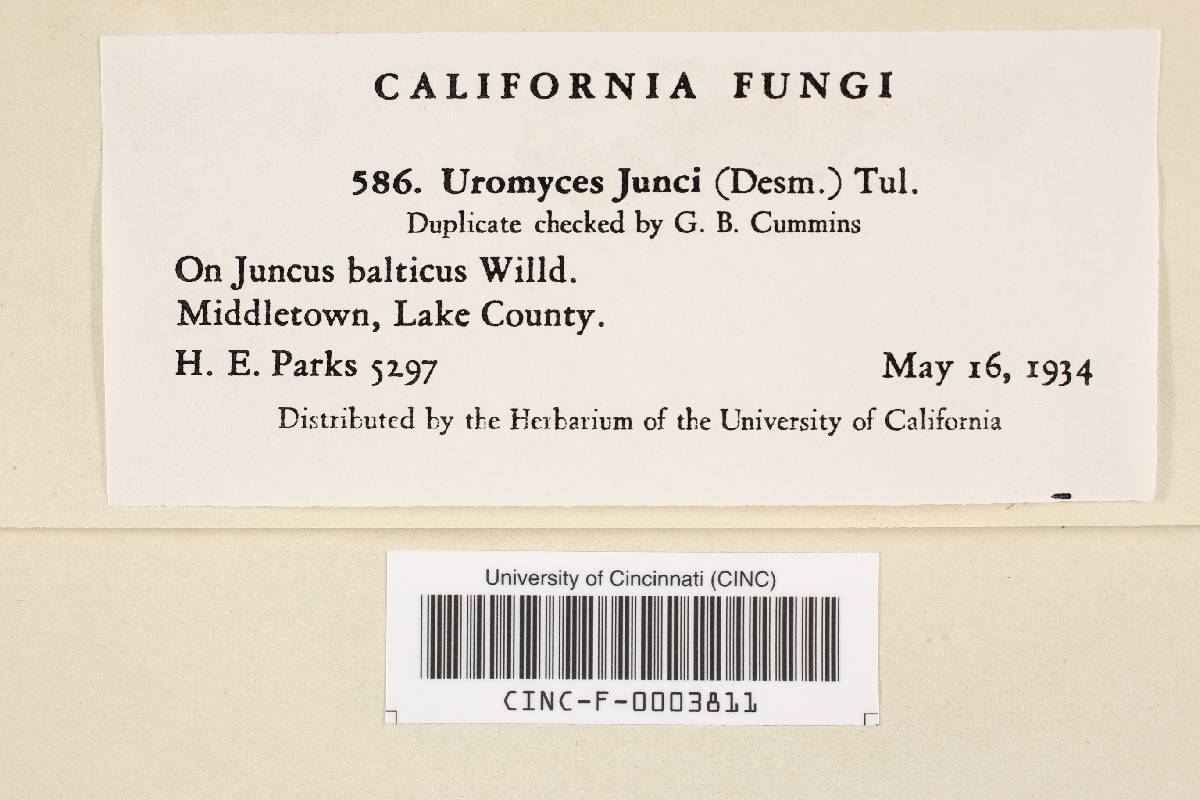 CALIFORNIA FUNGI
586. Uromyces Junci (Desm.) Tul.
Duplicate checked by G. B. Cummins
On Juncus balticus Willd.
Middletown, Lake County.
H. E. Parks 5297 May 16, 1934
Distributed by the Herbarium of the University of California
University of Cincinnati (CINC)
CINC-F-0003811